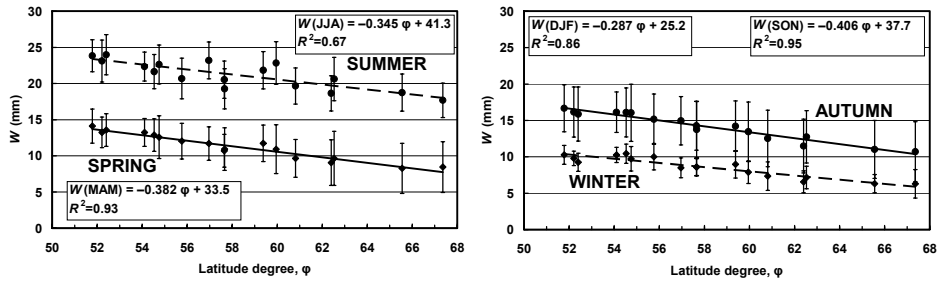 W(JJA) = –0.345 φ + 41.3
R²=0.67
SUMMER
SPRING
W(MAM) = –0.382 φ + 33.5
R²=0.93
30
25
20
15
10
5
0
W (mm)
50 52 54 56 58 60 62 64 66 68
Latitude degree, φ
W(DJF) = –0.287 φ + 25.2
R²=0.86
W(SON) = –0.406 φ + 37.7
R²=0.95
AUTUMN
WINTER
30
25
20
15
10
5
0
W (mm)
50 52 54 56 58 60 62 64 66 68
Latitude degree, φ